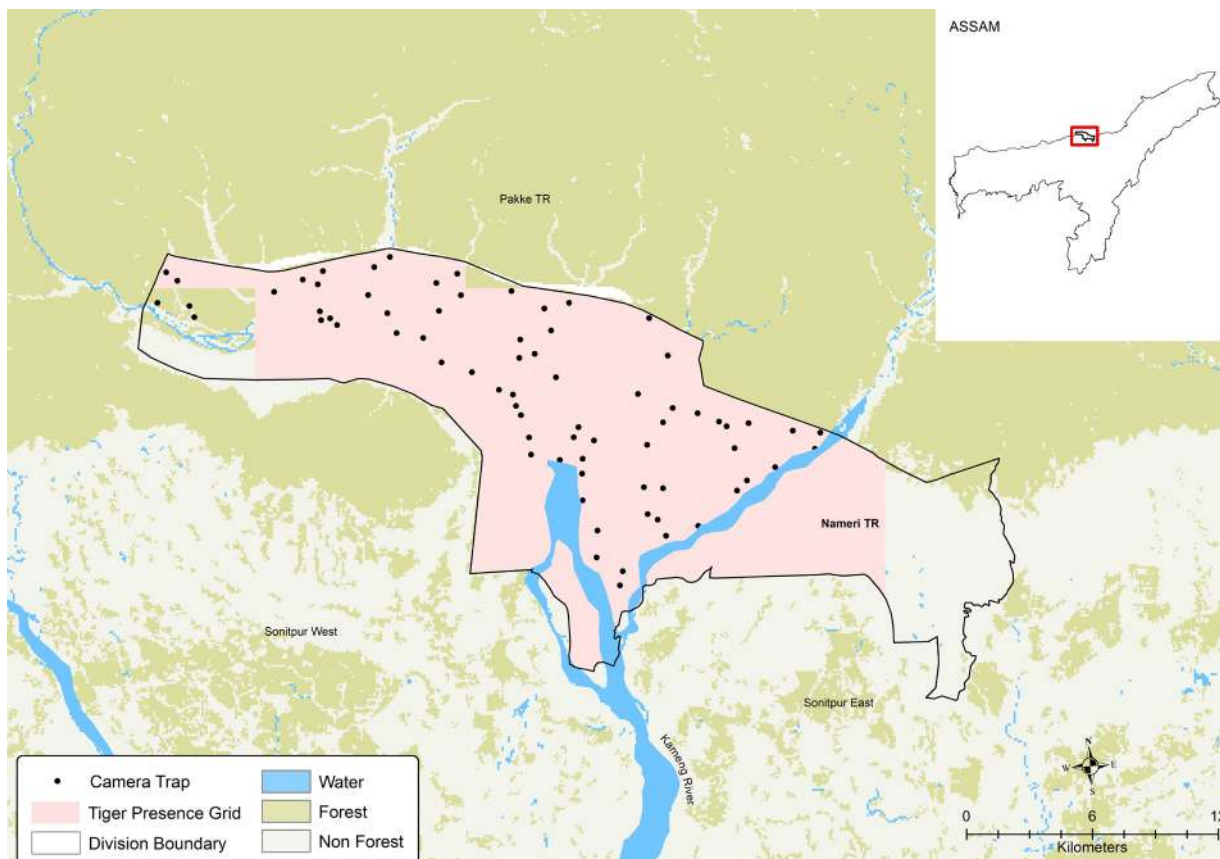 ASSAM
Pakke TR
Nameri TR
Sonitpur West
Sonitpur East
Kameng River
Camera Trap
Tiger Presence Grid
Division Boundary
Water
Forest
Non Forest
N
W E
S
0 6 12
Kilometers